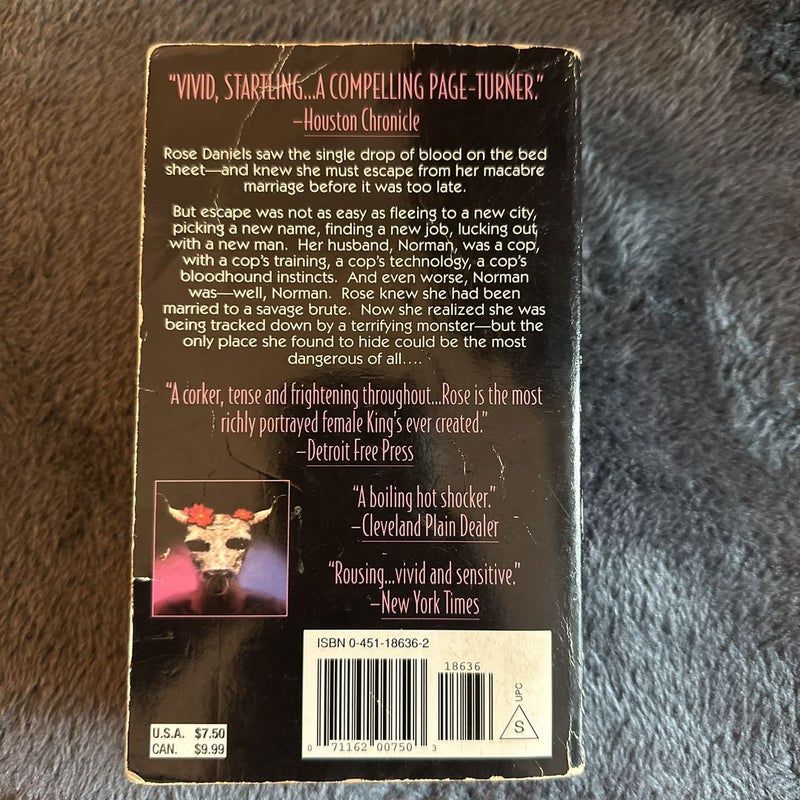 “VIVID, STARTLING...A COMPELLING PAGE-TURNER.”
–Houston Chronicle
Rose Daniels saw the single drop of blood on the bed
sheet—and knew she must escape from her macabre
marriage before it was too late.
But escape was not as easy as fleeing to a new city,
picking a new name, finding a new job, lucking out
with a new man. Her husband, Norman, was a cop,
with a cop's training, a cop's technology, a cop's
bloodhound instincts. And even worse, Norman
was—well, Norman. Rose knew she had been
married to a savage brute. Now she realized she was
being tracked down by a terrifying monster—but the
only place she found to hide could be the most
dangerous of all....
“A corker, tense and frightening throughout...Rose is the most
richly portrayed female King's ever created.”
–Detroit Free Press
“A boiling hot shocker.”
–Cleveland Plain Dealer
“Rousing...vivid and sensitive.”
–New York Times
ISBN 0-451-18636-2
18636
UPC
S
0 71162 00750 3
U.S.A. $7.50
CAN. $9.99